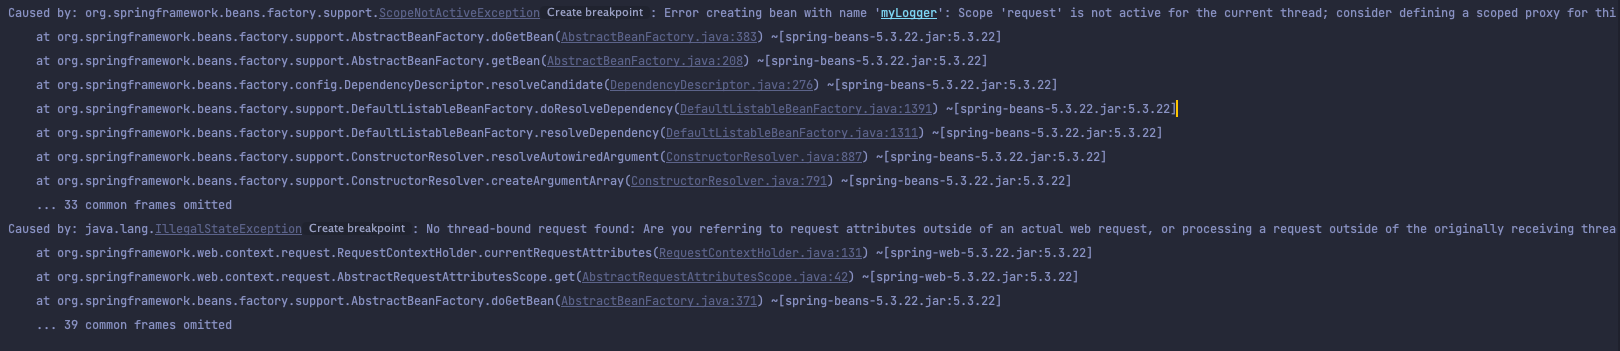 Caused by: org.springframework.beans.factory.support.ScopeNotActiveException Create breakpoint : Error creating bean with name 'myLogger': Scope 'request' is not active for the current thread; consider defining a scoped proxy for thi
at org.springframework.beans.factory.support.AbstractBeanFactory.doGetBean(AbstractBeanFactory.java:383) ~[spring-beans-5.3.22.jar:5.3.22]
at org.springframework.beans.factory.support.AbstractBeanFactory.getBean(AbstractBeanFactory.java:208) ~[spring-beans-5.3.22.jar:5.3.22]
at org.springframework.beans.factory.config.DependencyDescriptor.resolveCandidate(DependencyDescriptor.java:276) ~[spring-beans-5.3.22.jar:5.3.22]
at org.springframework.beans.factory.support.DefaultListableBeanFactory.doResolveDependency(DefaultListableBeanFactory.java:1391) ~[spring-beans-5.3.22.jar:5.3.22]
at org.springframework.beans.factory.support.DefaultListableBeanFactory.resolveDependency(DefaultListableBeanFactory.java:1311) ~[spring-beans-5.3.22.jar:5.3.22]
at org.springframework.beans.factory.support.ConstructorResolver.resolveAutowiredArgument(ConstructorResolver.java:887) ~[spring-beans-5.3.22.jar:5.3.22]
at org.springframework.beans.factory.support.ConstructorResolver.createArgumentArray(ConstructorResolver.java:791) ~[spring-beans-5.3.22.jar:5.3.22]
... 33 common frames omitted
Caused by: java.lang.IllegalStateException Create breakpoint : No thread-bound request found: Are you referring to request attributes outside of an actual web request, or processing a request outside of the originally receiving threa
at org.springframework.web.context.request.RequestContextHolder.currentRequestAttributes(RequestContextHolder.java:131) ~[spring-web-5.3.22.jar:5.3.22]
at org.springframework.web.context.request.AbstractRequestAttributesScope.get(AbstractRequestAttributesScope.java:42) ~[spring-web-5.3.22.jar:5.3.22]
at org.springframework.beans.factory.support.AbstractBeanFactory.doGetBean(AbstractBeanFactory.java:371) ~[spring-beans-5.3.22.jar:5.3.22]
... 39 common frames omitted